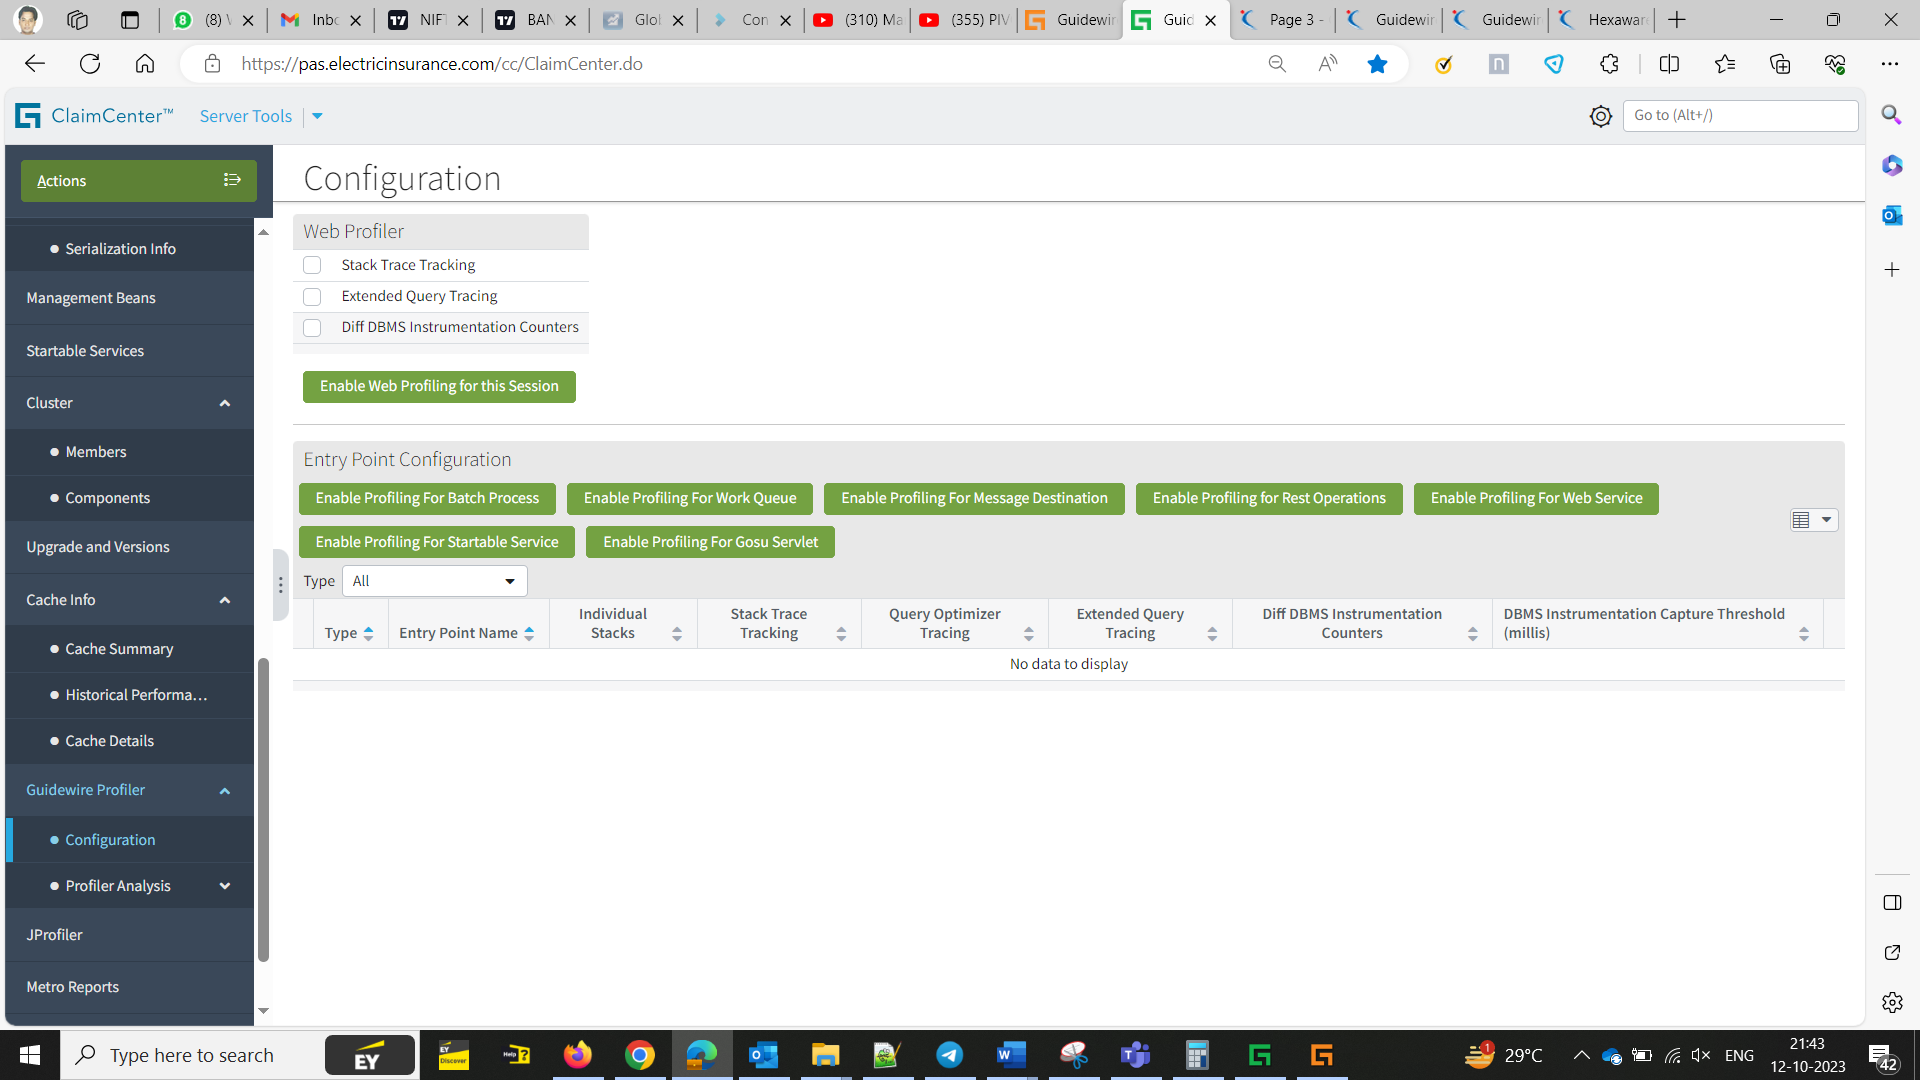 (8) W
Inbo
NIFT
BAN
Glob
Con
(310) Ma
(355) PIV
Guidewir
Guid
Page 3 -
Guidewir
Guidewir
Hexaware
https://pas.electricinsurance.com/cc/ClaimCenter.do
ClaimCenter™ Server Tools
Go to (Alt+/)
Actions
Serialization Info
Management Beans
Startable Services
Cluster
Members
Components
Upgrade and Versions
Cache Info
Cache Summary
Historical Performa...
Cache Details
Guidewire Profiler
Configuration
Profiler Analysis
JProfiler
Metro Reports
Configuration
Web Profiler
Stack Trace Tracking
Extended Query Tracing
Diff DBMS Instrumentation Counters
Enable Web Profiling for this Session
Entry Point Configuration
Enable Profiling For Batch Process Enable Profiling For Work Queue Enable Profiling For Message Destination Enable Profiling for Rest Operations Enable Profiling For Web Service
Enable Profiling For Startable Service Enable Profiling For Gosu Servlet
Type All
Type
Entry Point Name
Individual
Stacks
Stack Trace
Tracking
Query Optimizer
Tracing
Extended Query
Tracing
Diff DBMS Instrumentation
Counters
DBMS Instrumentation Capture Threshold
(millis)
No data to display
Type here to search
EY
EY
Discover
Help ?
1
29°C
ENG
21:43
12-10-2023
42